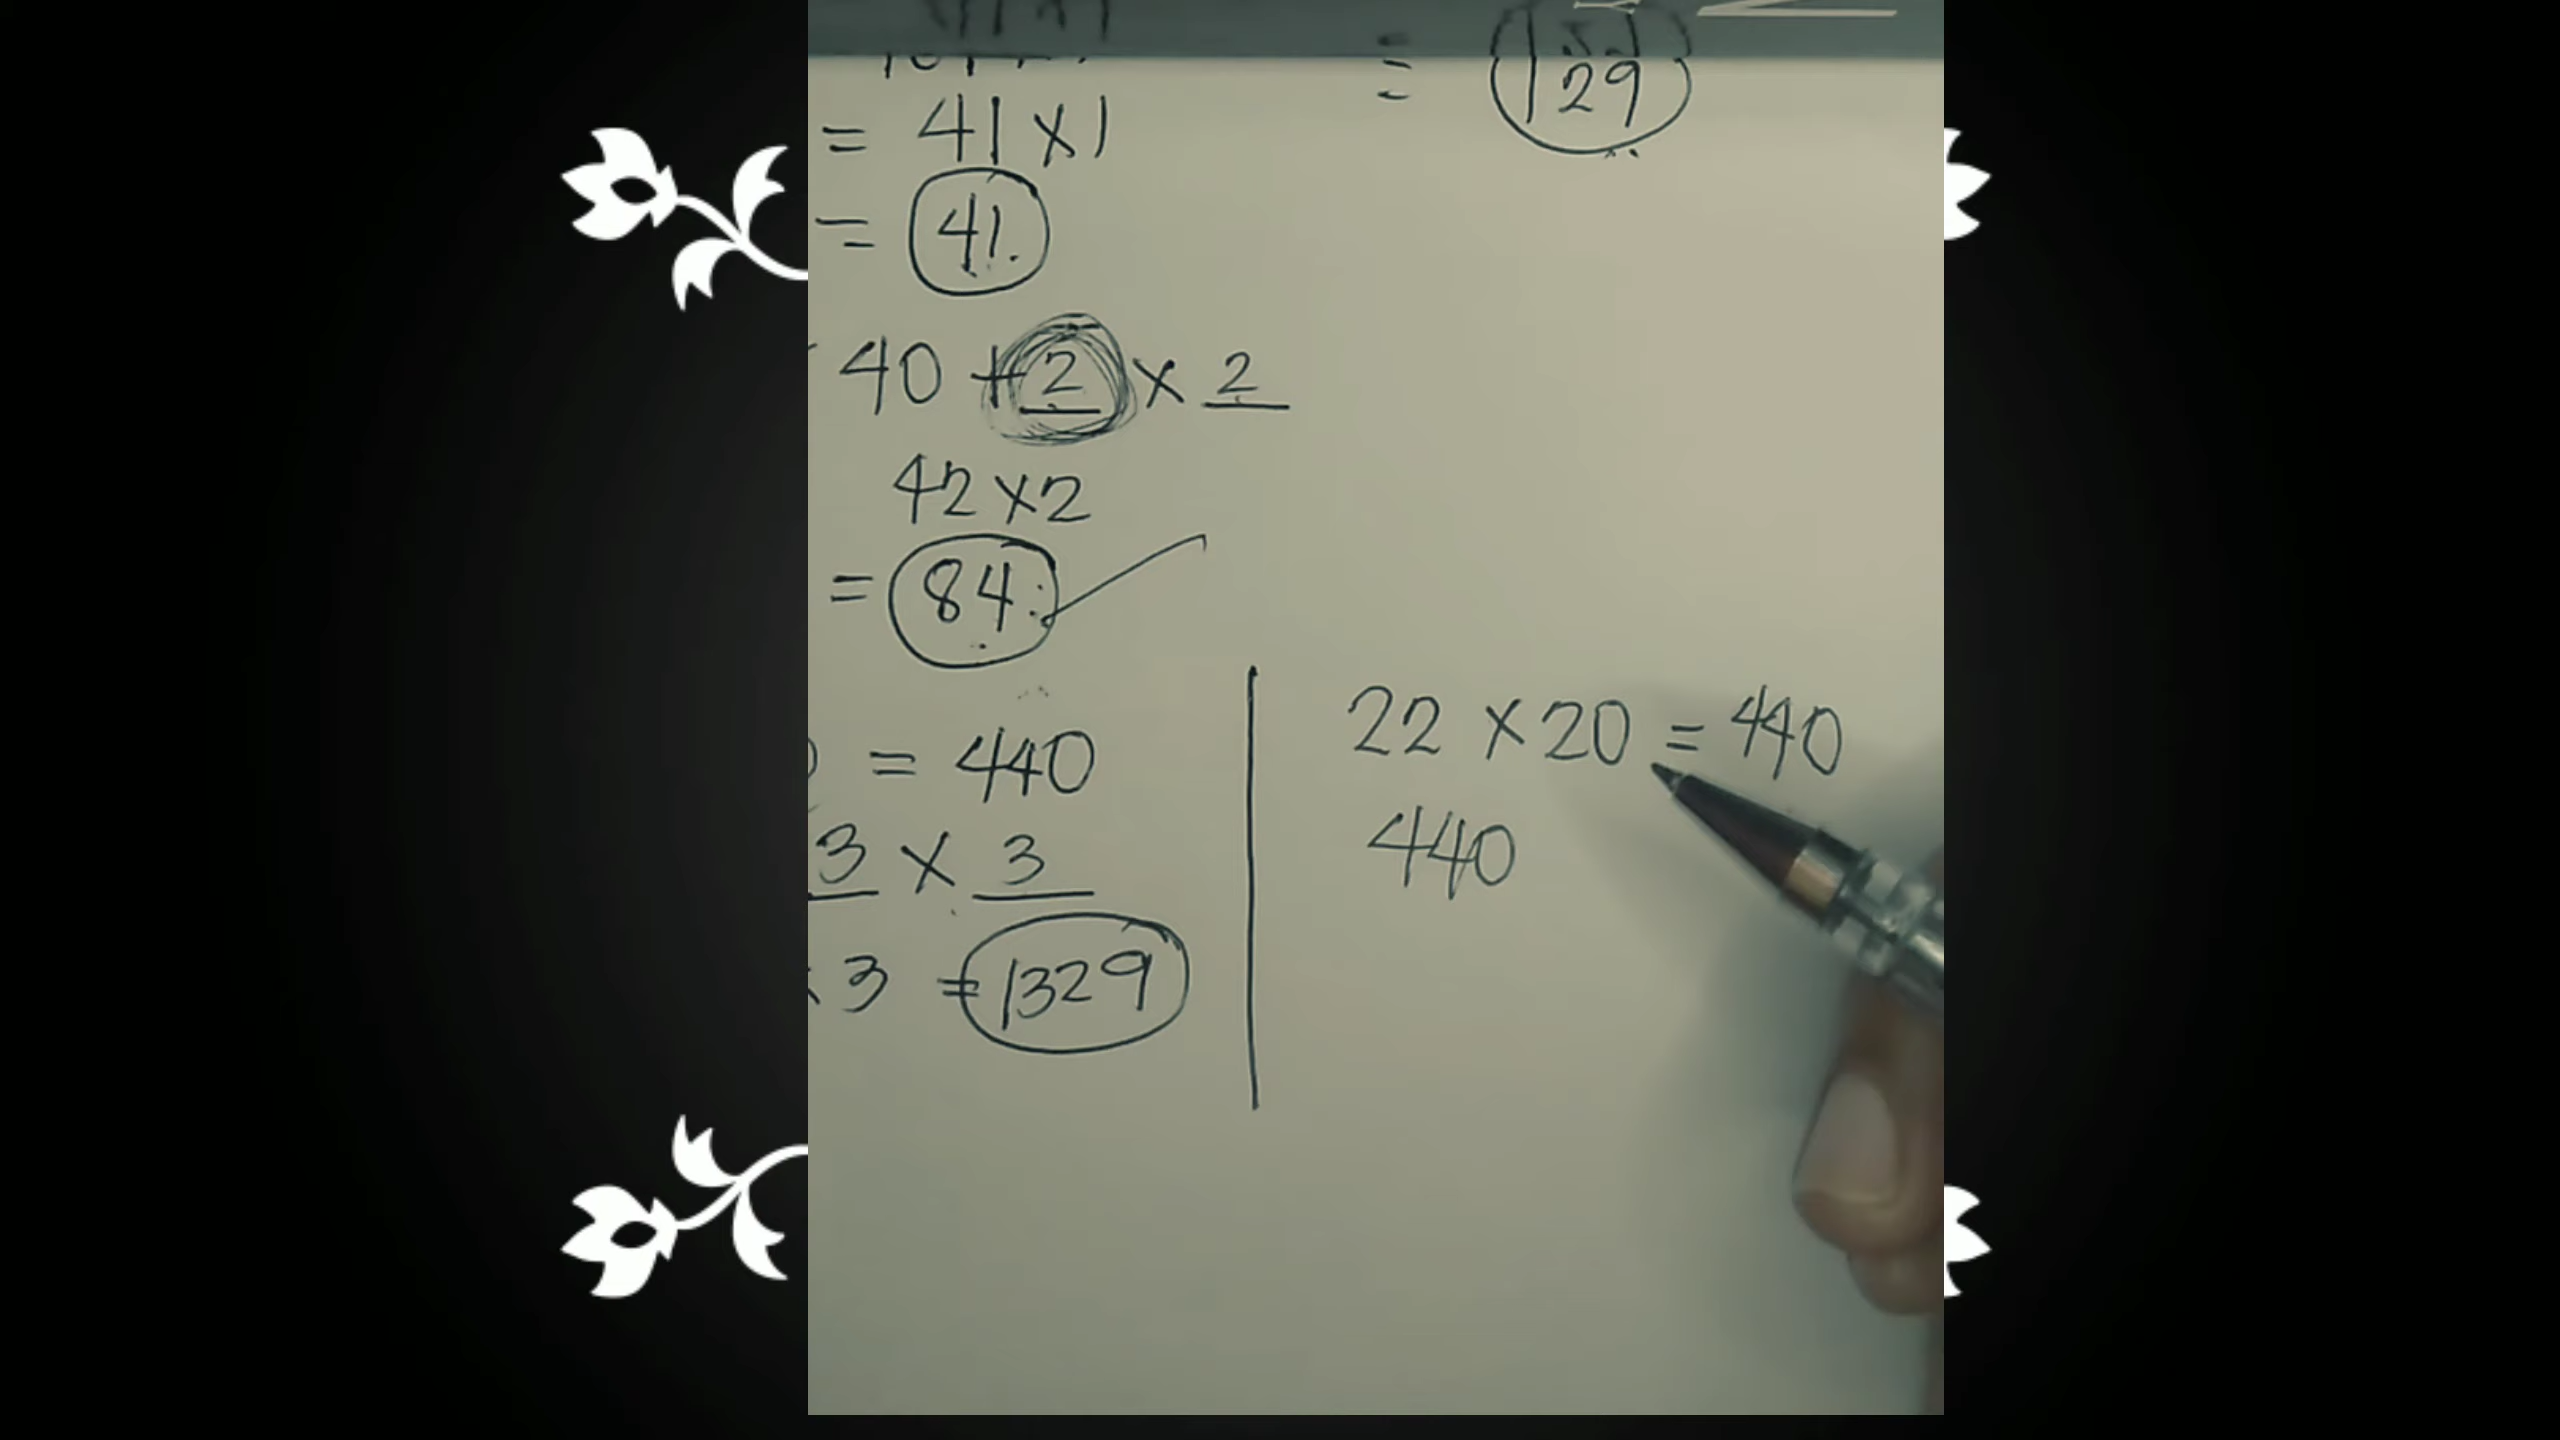 = 129
= 41 x 1
= 41.
40 + 2 x 2
42 x 2
= 84
= 440
3 x 3
3 = 1329
22 x 20 = 440
440